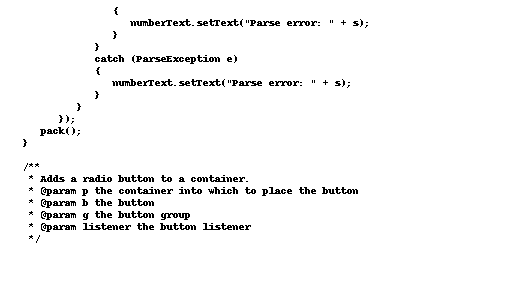 {
numberText.setText("Parse error: " + s);
}
}
catch (ParseException e)
{
numberText.setText("Parse error: " + s);
}
}
});
pack();
}
/**
* Adds a radio button to a container.
* @param p the container into which to place the button
* @param b the button
* @param g the button group
* @param listener the button listener
*/